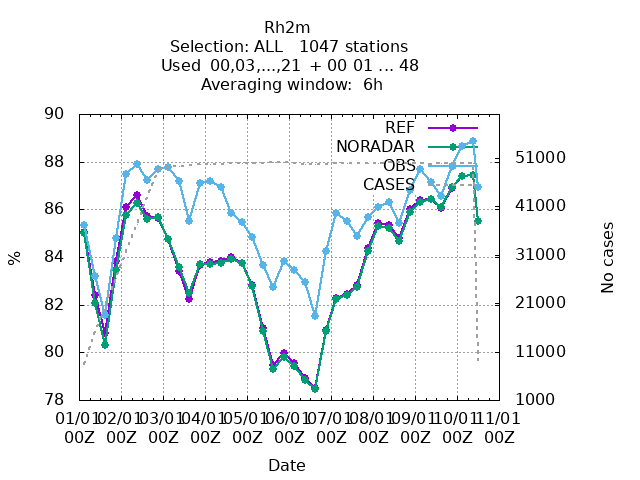 Rh2m
Selection: ALL 1047 stations
Used 00,03,...,21 + 00 01 ... 48
Averaging window: 6h
90
88
86
84
82
80
78
%
REF
NORADAR
OBS
CASES
51000
41000
31000
21000
11000
1000
No cases
01/01 02/01 03/01 04/01 05/01 06/01 07/01 08/01 09/01 10/01 11/01
00Z 00Z 00Z 00Z 00Z 00Z 00Z 00Z 00Z 00Z 00Z
Date